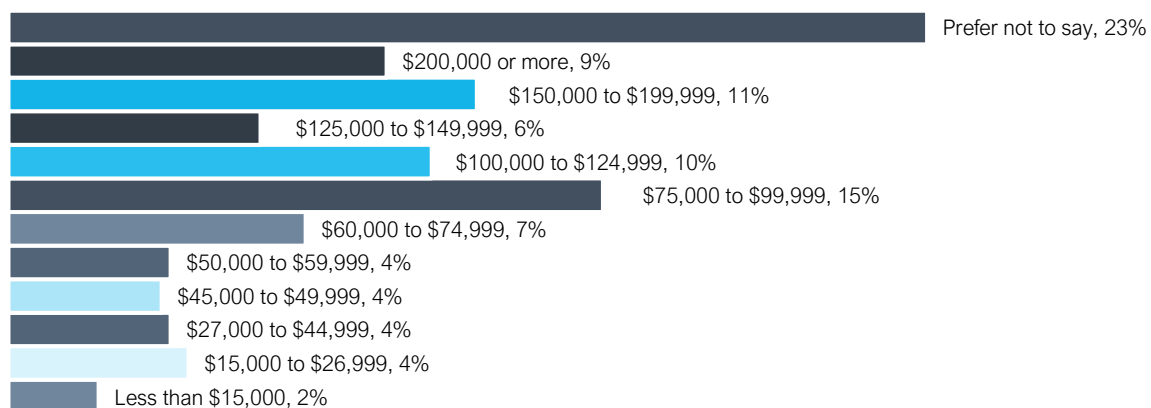 Prefer not to say, 23%
$200,000 or more, 9%
$150,000 to $199,999, 11%
$125,000 to $149,999, 6%
$100,000 to $124,999, 10%
$75,000 to $99,999, 15%
$60,000 to $74,999, 7%
$50,000 to $59,999, 4%
$45,000 to $49,999, 4%
$27,000 to $44,999, 4%
$15,000 to $26,999, 4%
Less than $15,000, 2%